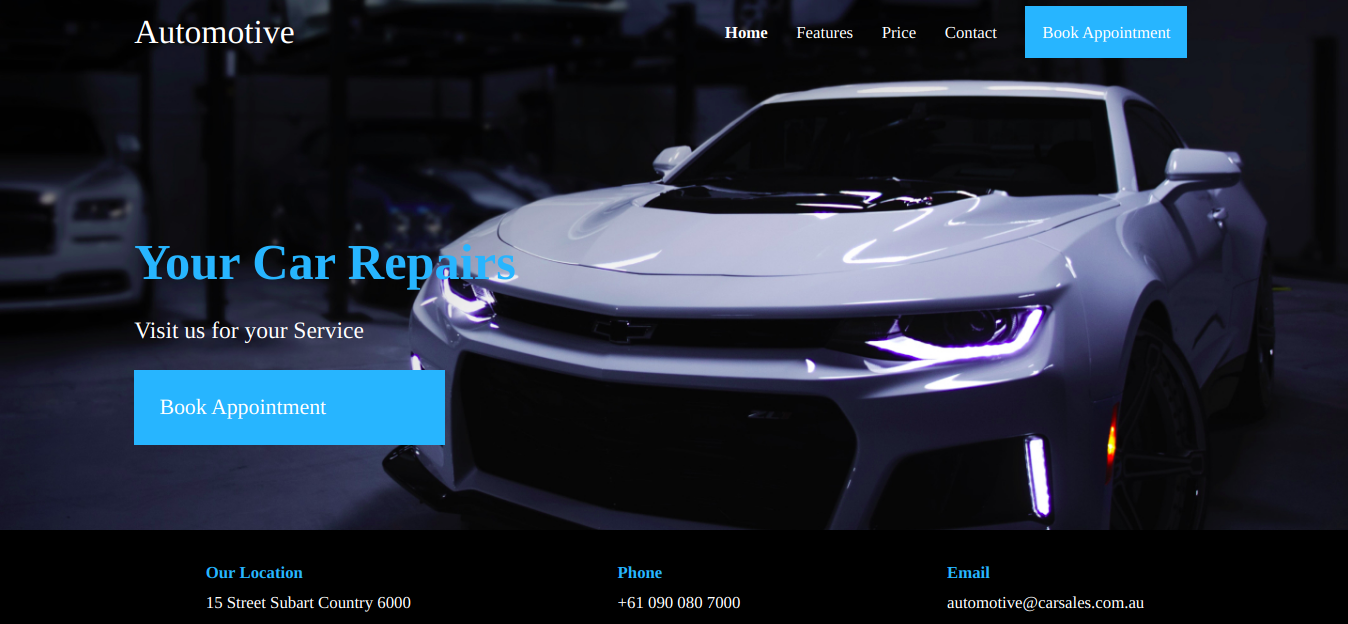 Automotive
Home Features Price Contact Book Appointment
Your Car Repairs
Visit us for your Service
Book Appointment
ZL1
Our Location Phone Email
15 Street Subart Country 6000 +61 090 080 7000 automotive@carsales.com.au